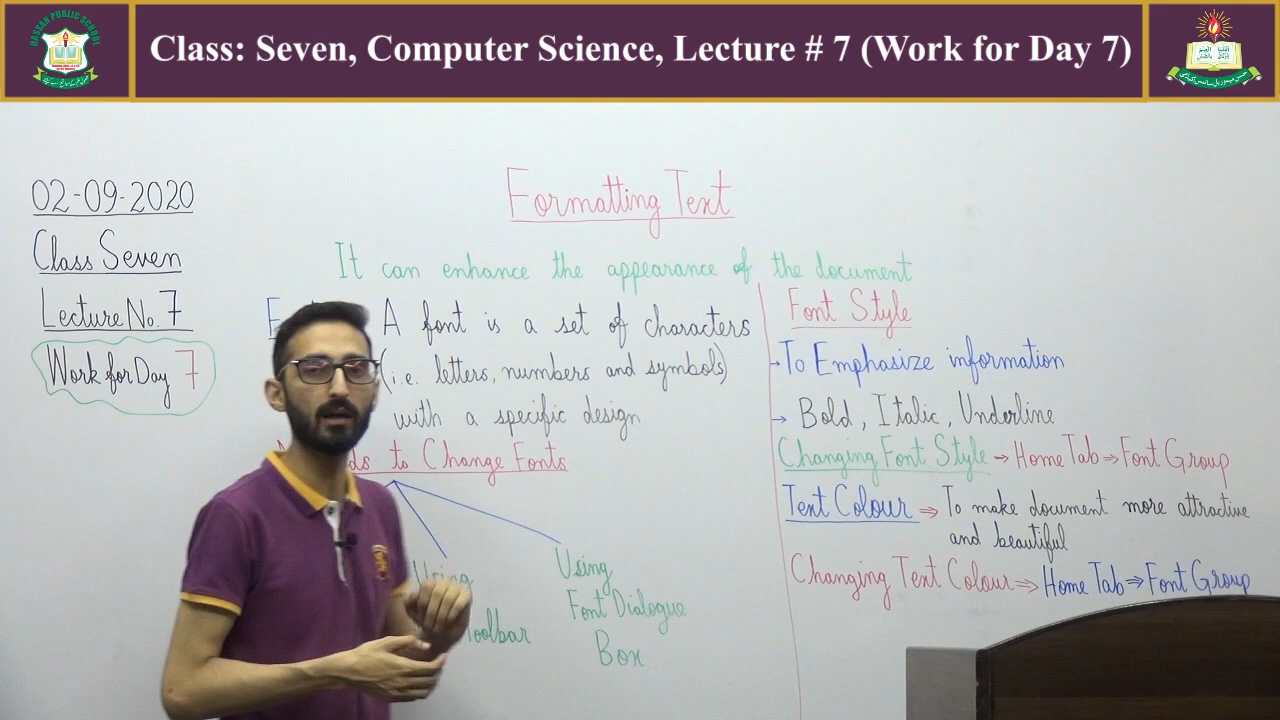 HASSAN PUBLIC SCHOOL
Class: Seven, Computer Science, Lecture # 7 (Work for Day 7)
02-09-2020
Class Seven
Lecture No. 7
Work for Day 7
Formatting Text
It can enhance the appearance of the document
A font is a set of characters
(i.e. letters, numbers and symbols)
with a specific design
to Change Fonts
Using
Using
Font Dialogue
Box
Font Style
→ To Emphasize information
→ Bold, Italic, Underline
Changing Font Style → Home Tab ⇒ Font Group
Text Colour ⇒ To make document more attractive
and beautiful
Changing Text Colour ⇒ Home Tab ⇒ Font Group